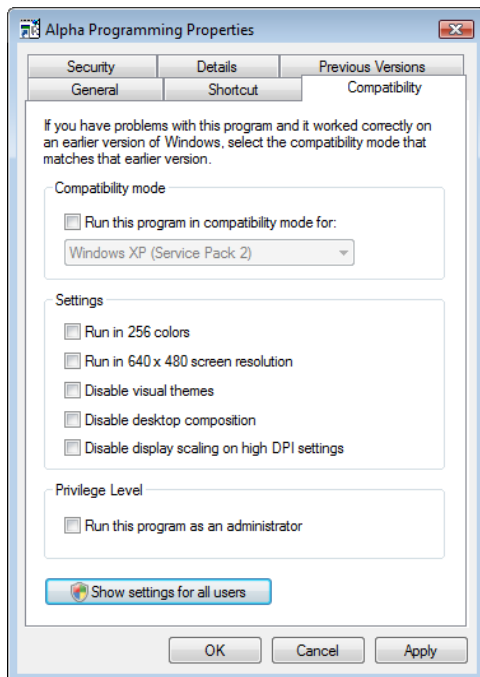 Alpha Programming Properties
Security Details Previous Versions
General Shortcut Compatibility
If you have problems with this program and it worked correctly on
an earlier version of Windows, select the compatibility mode that
matches that earlier version.
Compatibility mode
Run this program in compatibility mode for:
Windows XP (Service Pack 2)
Settings
Run in 256 colors
Run in 640 x 480 screen resolution
Disable visual themes
Disable desktop composition
Disable display scaling on high DPI settings
Privilege Level
Run this program as an administrator
Show settings for all users
OK Cancel Apply